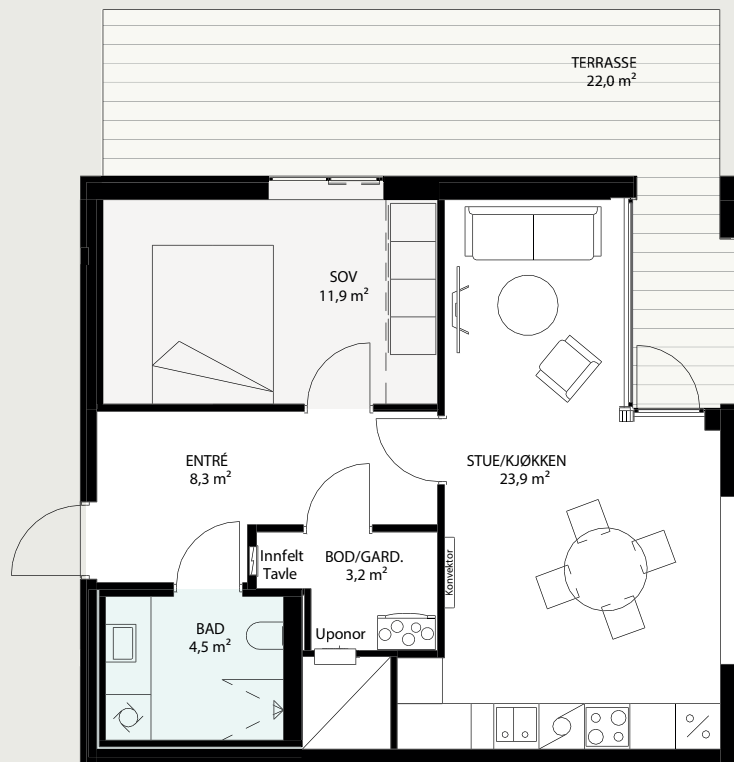 TERRASSE
22,0 m²
SOV
11,9 m²
ENTRÉ
8,3 m²
STUE/KJØKKEN
23,9 m²
Innfelt
Tavle
BOD/GARD.
3,2 m²
Konvektor
BAD
4,5 m²
Uponor